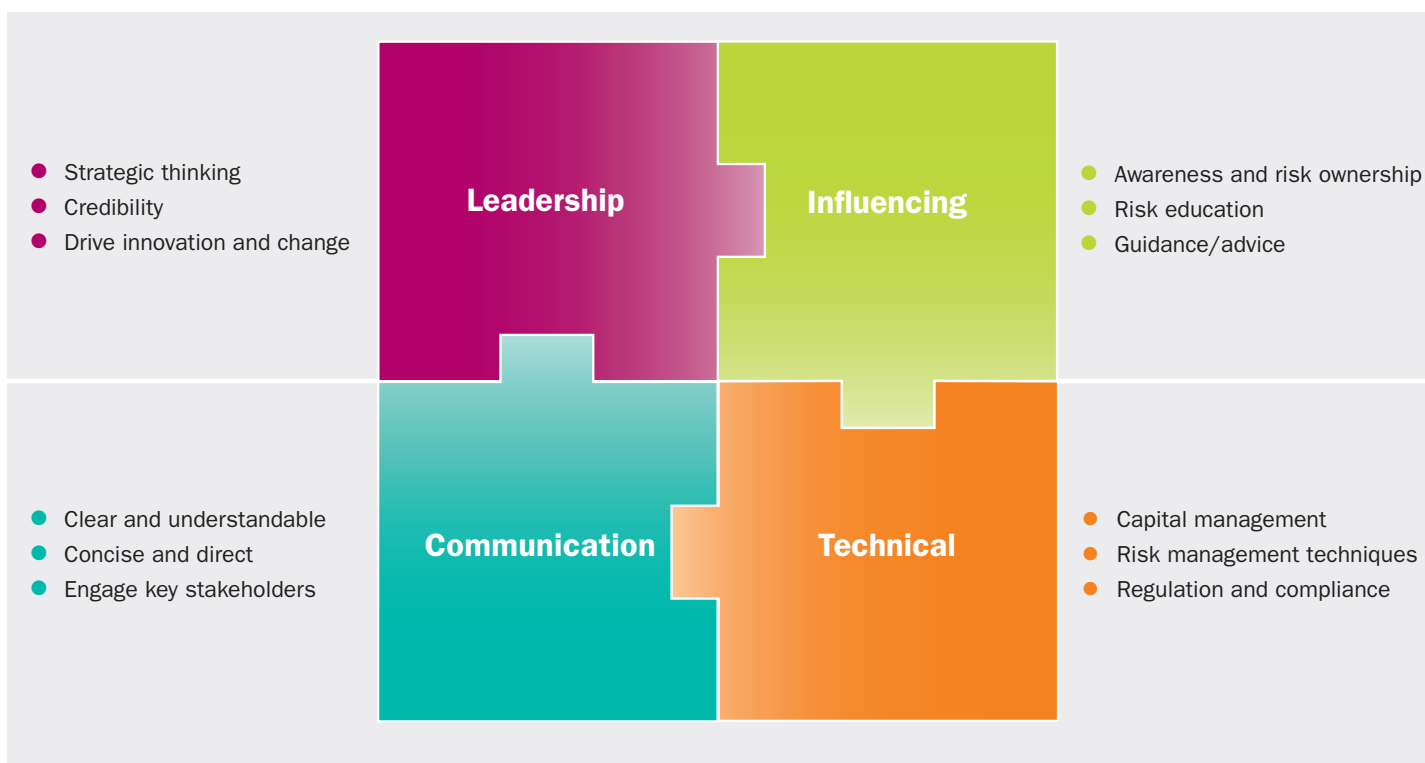 Leadership
Influencing
Strategic thinking
Credibility
Drive innovation and change
Awareness and risk ownership
Risk education
Guidance/advice
Communication
Technical
Clear and understandable
Concise and direct
Engage key stakeholders
Capital management
Risk management techniques
Regulation and compliance